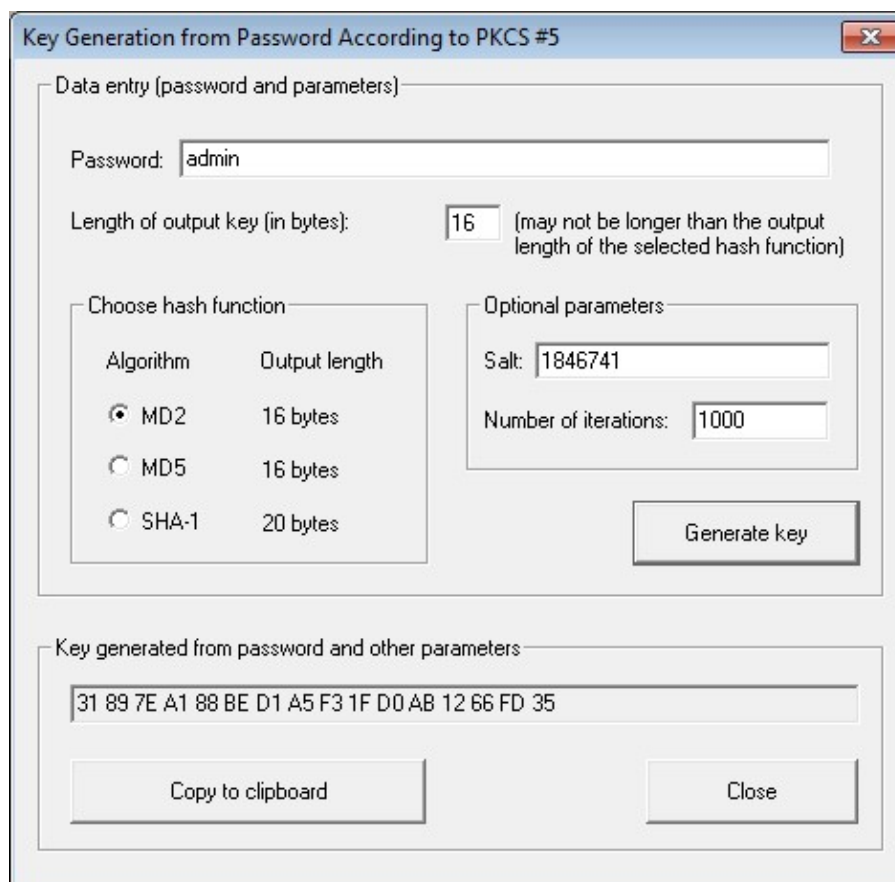 Key Generation from Password According to PKCS #5
Data entry (password and parameters)
Password: admin
Length of output key (in bytes): 16 (may not be longer than the output
length of the selected hash function)
Choose hash function
Algorithm Output length
MD2 16 bytes
MD5 16 bytes
SHA-1 20 bytes
Optional parameters
Salt: 1846741
Number of iterations: 1000
Generate key
Key generated from password and other parameters
31 89 7E A1 88 BE D1 A5 F3 1F D0 AB 12 66 FD 35
Copy to clipboard
Close